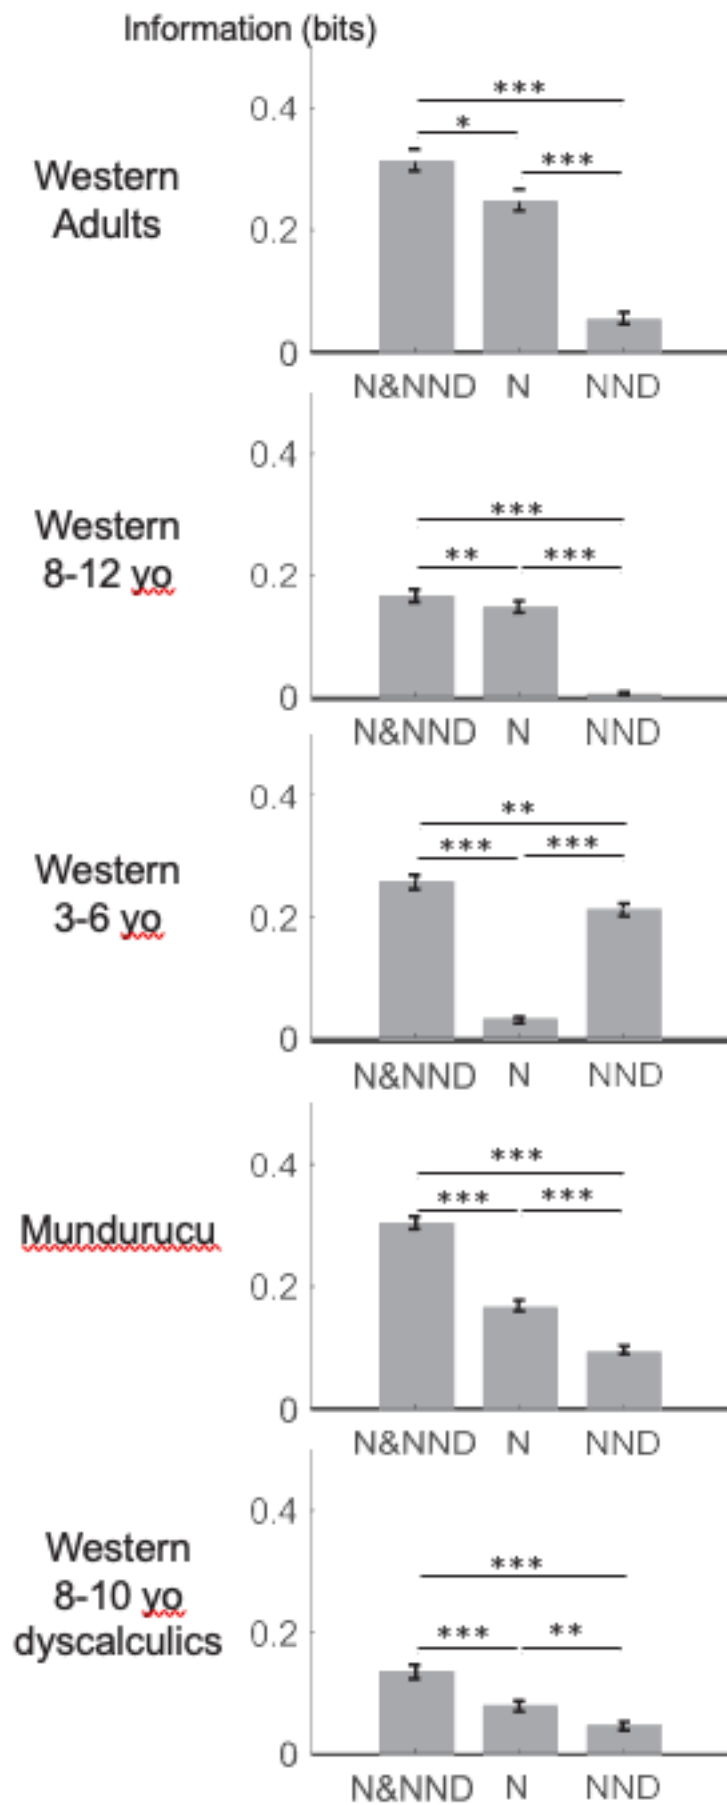 Information (bits)
Western
Adults
0.4
0.2
0
***
*
***
N&NND N NND
Western
8-12 yo
0.4
0.2
0
***
** ***
N&NND N NND
Western
3-6 yo
0.4
0.2
0
**
*** ***
N&NND N NND
Mundurucu
0.4
0.2
0
***
*** ***
N&NND N NND
Western
8-10 yo
dyscalculics
0.4
0.2
0
***
*** **
N&NND N NND